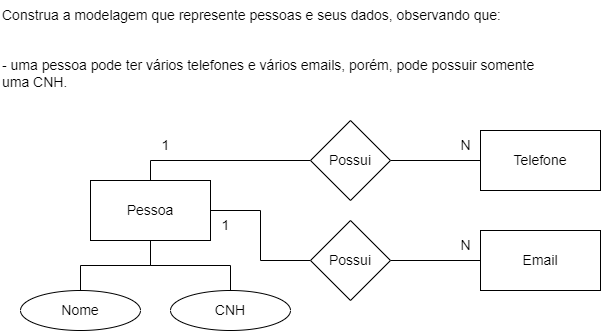 Construa a modelagem que represente pessoas e seus dados, observando que:
- uma pessoa pode ter vários telefones e vários emails, porém, pode possuir somente
uma CNH.
1
N
Possui
Telefone
Pessoa
1
N
Possui
Email
Nome
CNH